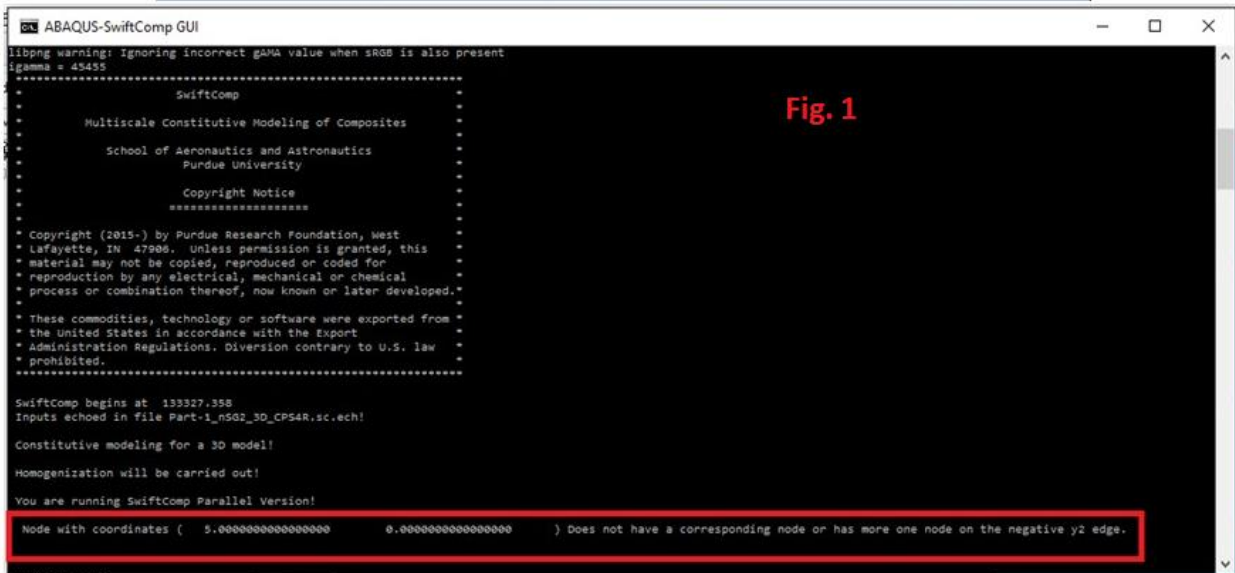 ABAQUS-SwiftComp GUI
libpng warning: Ignoring incorrect gAMA value when sRGB is also present
igamma = 45455
Fig. 1
***************************************************************
* SwiftComp *
* *
* Multiscale Constitutive Modeling of Composites *
* *
* School of Aeronautics and Astronautics *
* Purdue University *
* *
* Copyright Notice *
* ==================== *
* *
* Copyright (2015-) by Purdue Research Foundation, West *
* Lafayette, IN 47906. Unless permission is granted, this *
* material may not be copied, reproduced or coded for *
* reproduction by any electrical, mechanical or chemical *
* process or combination thereof, now known or later developed.*
* *
* These commodities, technology or software were exported from *
* the United States in accordance with the Export *
* Administration Regulations. Diversion contrary to U.S. law *
* prohibited. *
***************************************************************
SwiftComp begins at 133327.358
Inputs echoed in file Part-1_nSG2_3D_CPS4R.sc.ech!
Constitutive modeling for a 3D model!
Homogenization will be carried out!
You are running SwiftComp Parallel Version!
Node with coordinates ( 5.0000000000000000 0.0000000000000000 ) Does not have a corresponding node or has more one node on the negative y2 edge.